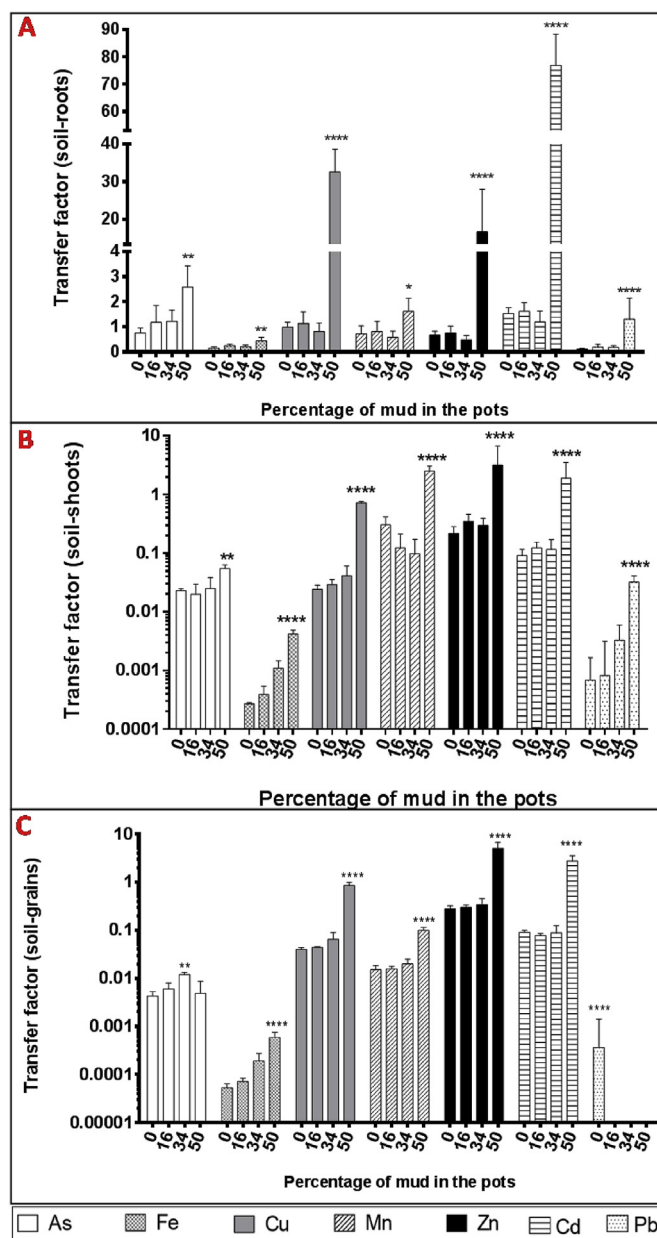 A
Transfer factor (soil-roots)
90
80
70
60
50
40
30
20
10
4
3
2
1
0
** ** **** * **** **** ****
0 16 34 50 0 16 34 50 0 16 34 50 0 16 34 50 0 16 34 50 0 16 34 50 0 16 34 50
Percentage of mud in the pots
B
Transfer factor (soil-shoots)
10
1
0.1
0.01
0.001
0.0001
** **** **** **** **** **** ****
0 16 34 50 0 16 34 50 0 16 34 50 0 16 34 50 0 16 34 50 0 16 34 50 0 16 34 50
Percentage of mud in the pots
C
Transfer factor (soil-grains)
10
1
0.1
0.01
0.001
0.0001
0.00001
** **** **** **** **** **** ****
0 16 34 50 0 16 34 50 0 16 34 50 0 16 34 50 0 16 34 50 0 16 34 50 0 16 34 50
Percentage of mud in the pots
As Fe Cu Mn Zn Cd Pb